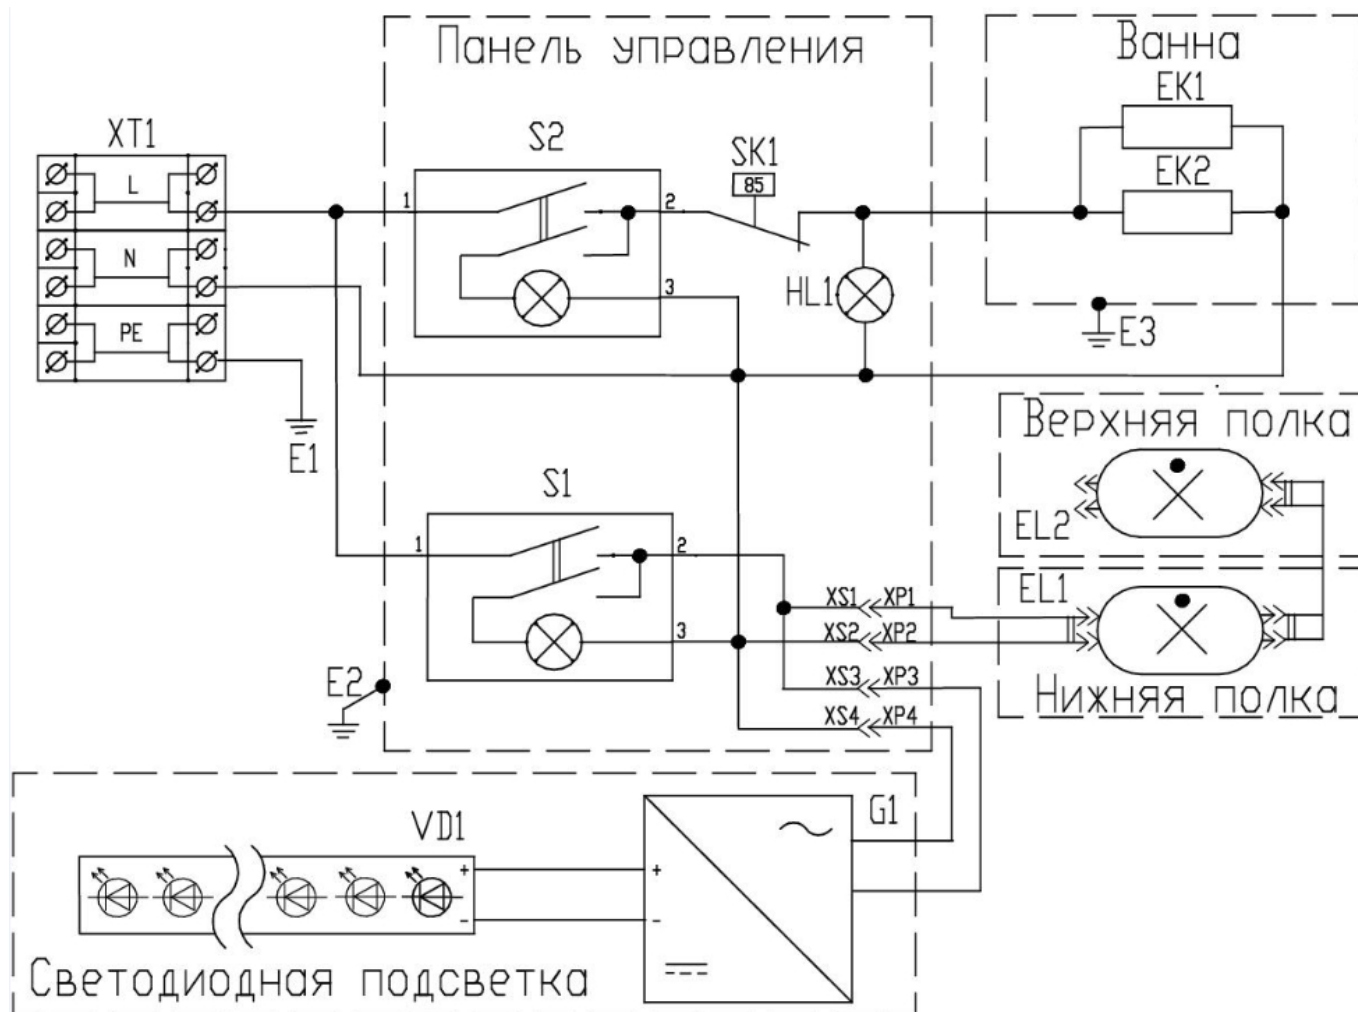 Панель управления
Ванна
EK1
XT1
S2
SK1
85
EK2
L
1
2
N
HL1
3
PE
E3
E1
Верхняя полка
S1
EL2
1
2
EL1
XS1
XP1
3
XS2
XP2
E2
XS3
XP3
Нижняя полка
XS4
XP4
VD1
G1
+
+
-
-
Светодиодная подсветка